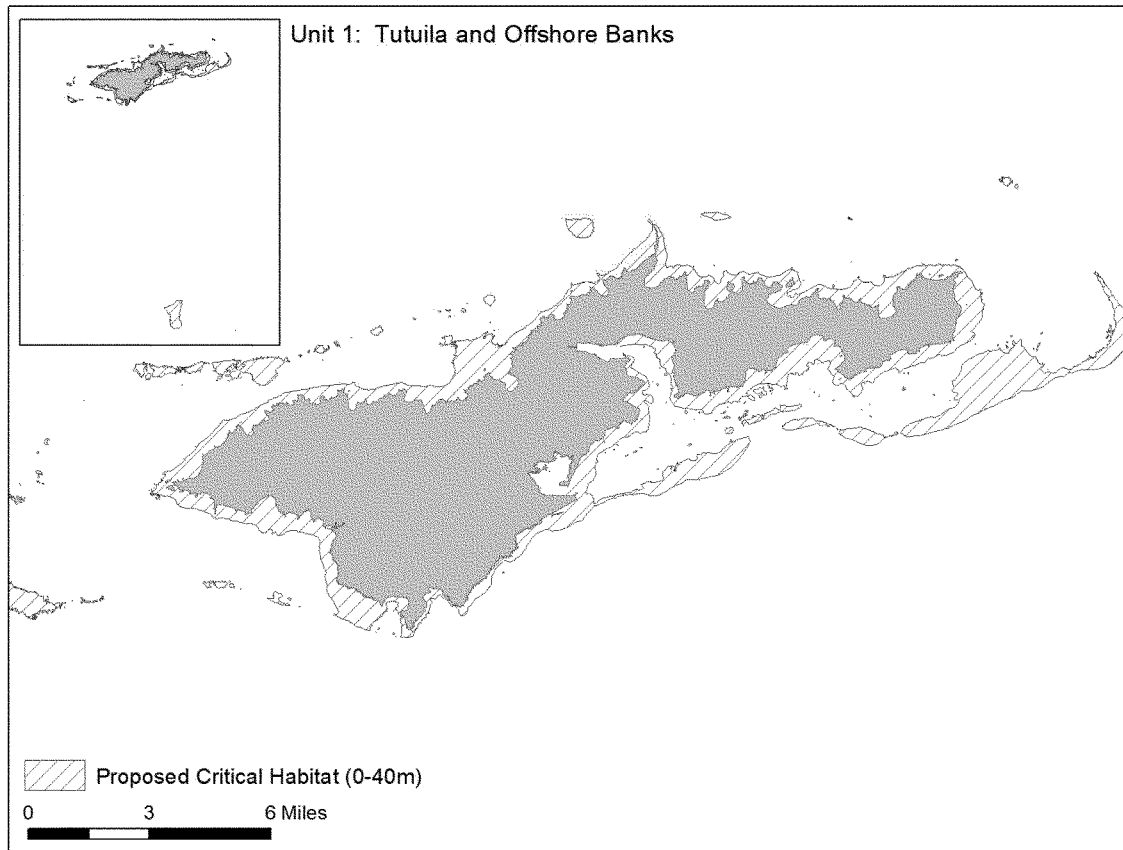 Unit 1: Tutuila and Offshore Banks
Proposed Critical Habitat (0-40m)
0 3 6 Miles